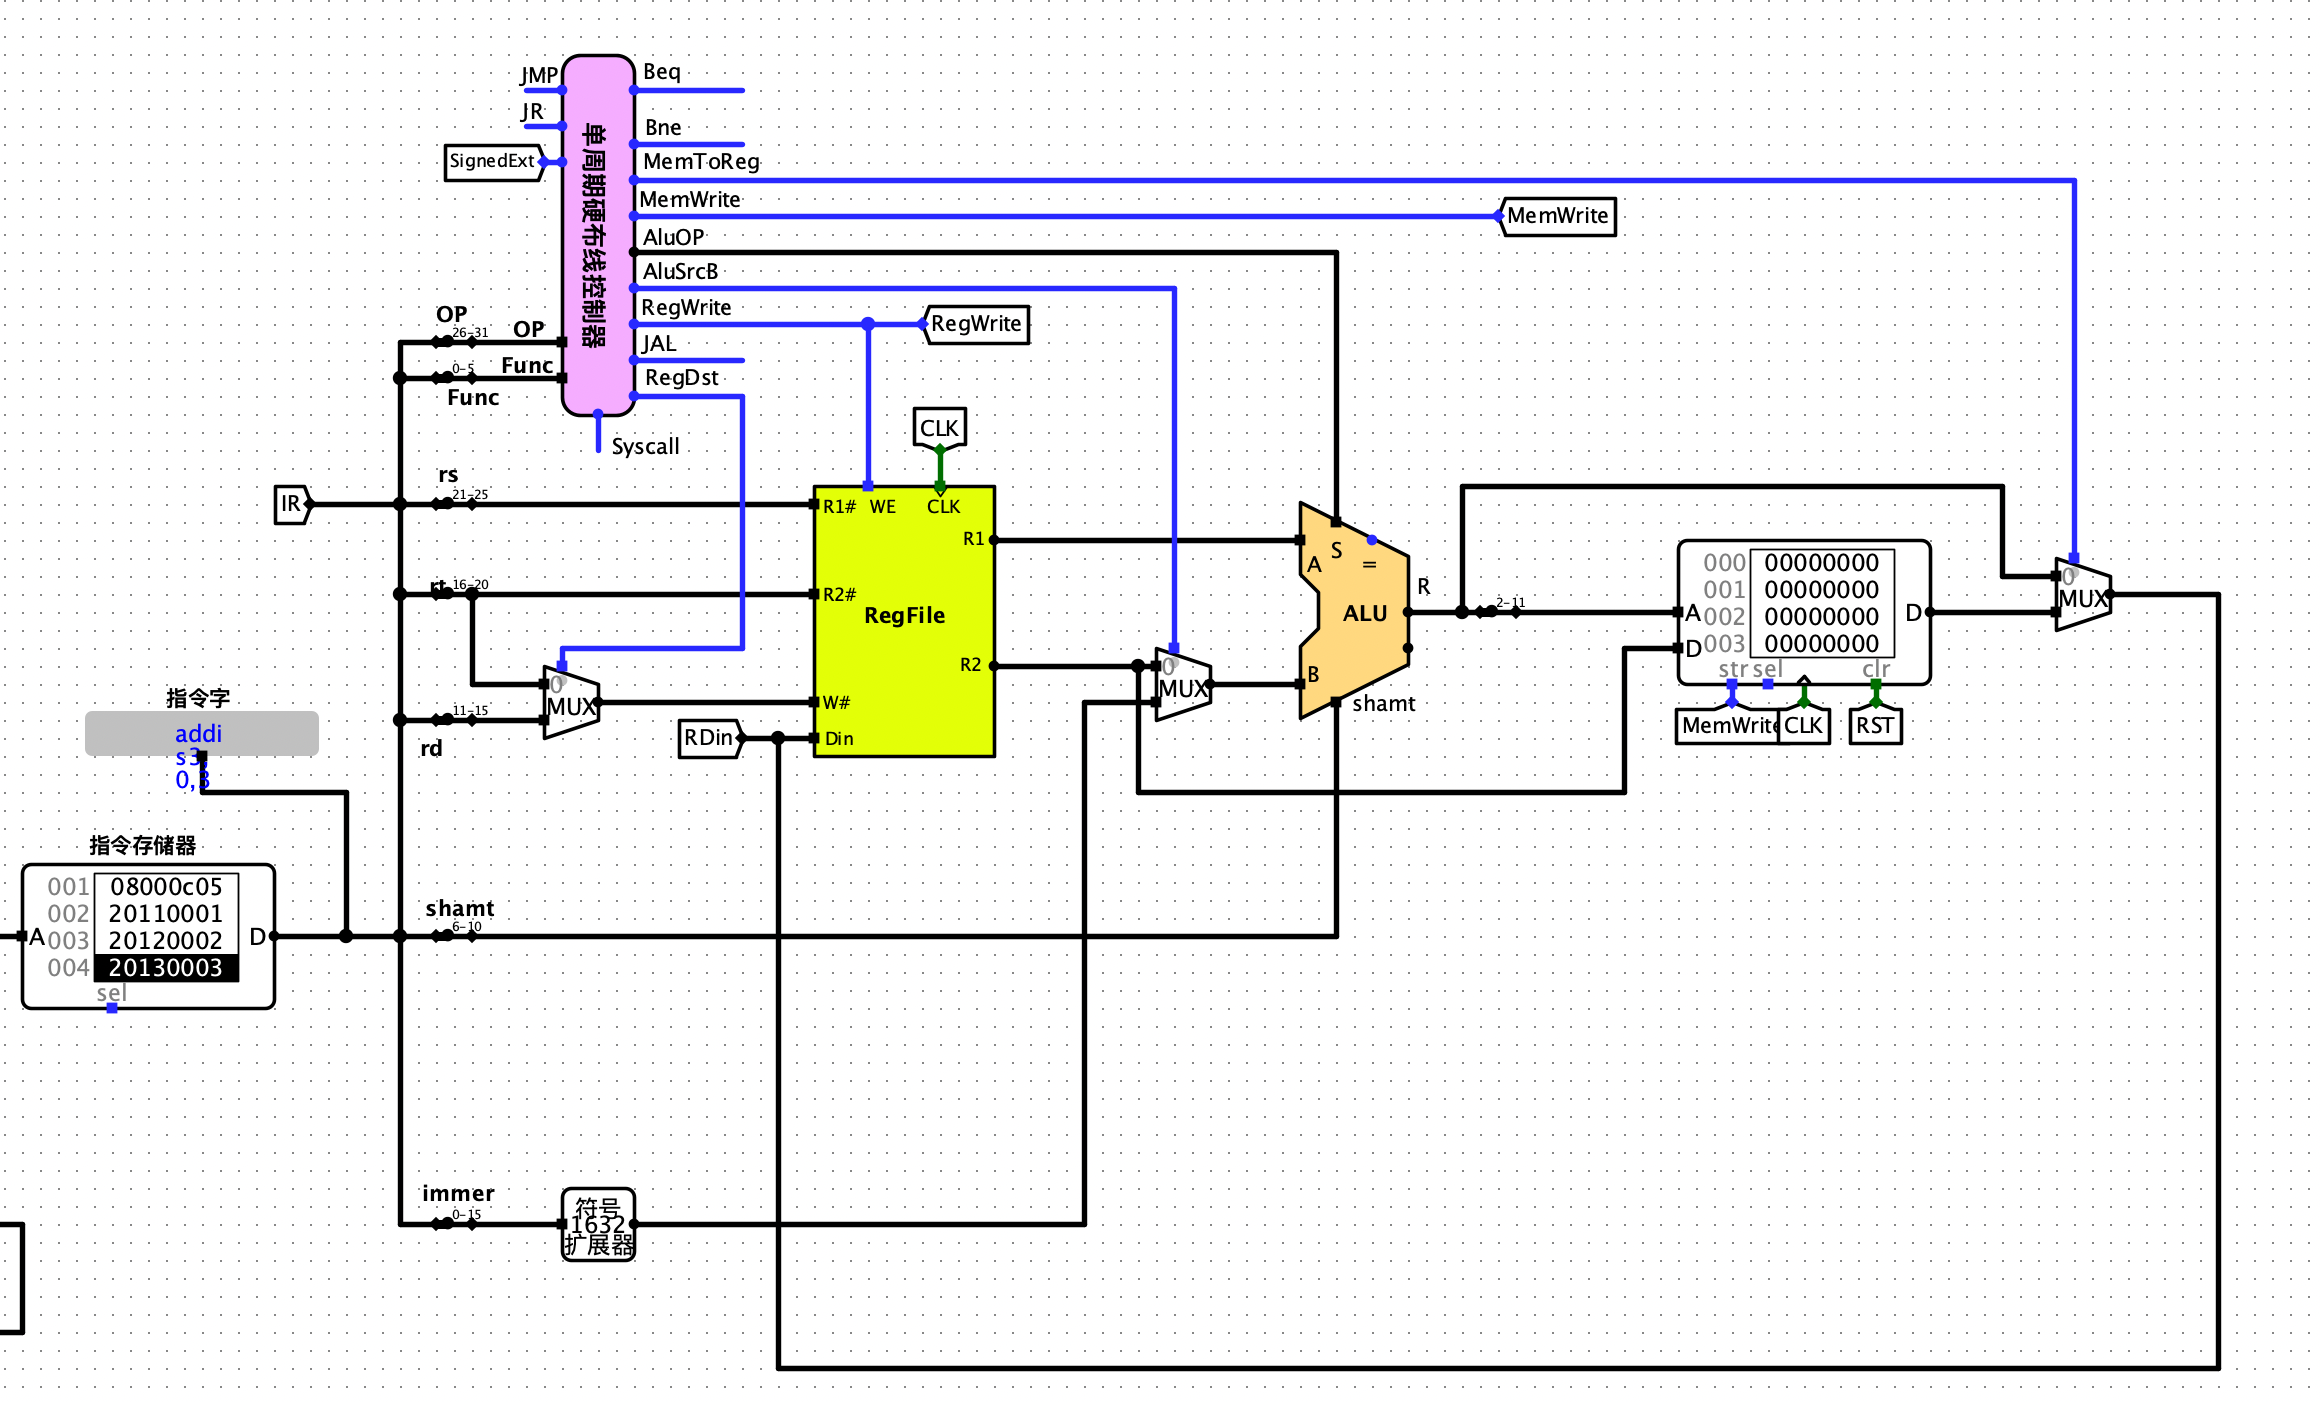 JMP
JR
SignedExt
单周期硬布线控制器
Beq
Bne
MemToReg
MemWrite
MemWrite
AluOP
AluSrcB
RegWrite
RegWrite
JAL
RegDst
Syscall
OP
26-31
OP
0-5
Func
Func
CLK
IR
rs
21-25
rt
16-20
11-15
rd
0
MUX
R1#
WE
CLK
R1
R2#
RegFile
R2
W#
Din
RDin
0
MUX
S
=
A
ALU
R
B
shamt
2-11
000 00000000
001 00000000
002 00000000
003 00000000
A
D
D
str sel
clr
MemWrite
CLK
RST
0
MUX
指令字
addi
s3,
0,3
指令存储器
001 08000c05
002 20110001
003 20120002
004 20130003
A
D
sel
shamt
6-10
immer
0-15
符号
1632
扩展器